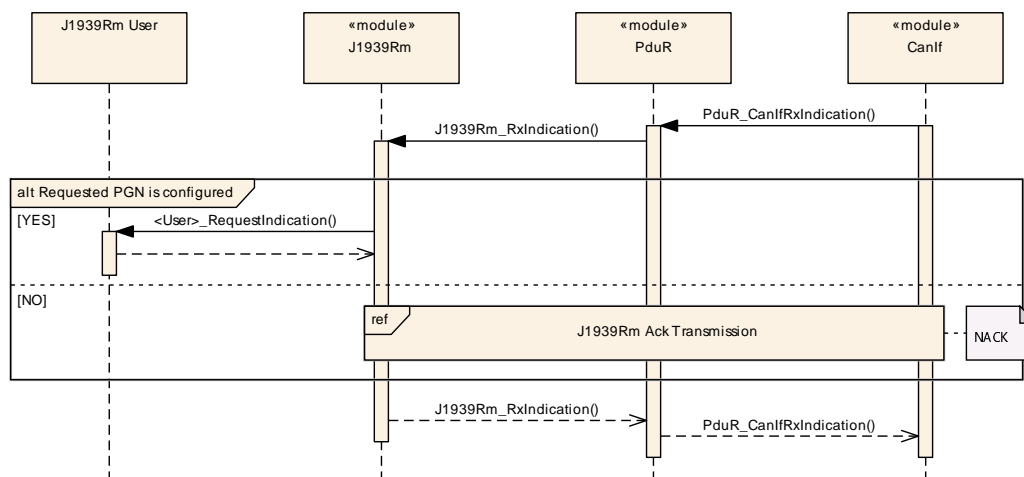 J1939Rm User
«module»
J1939Rm
«module»
PduR
«module»
CanIf
PduR_CanIfRxIndication()
J1939Rm_RxIndication()
alt Requested PGN is configured
[YES]
<User>_RequestIndication()
[NO]
ref
J1939Rm Ack Transmission
NACK
J1939Rm_RxIndication()
PduR_CanIfRxIndication()